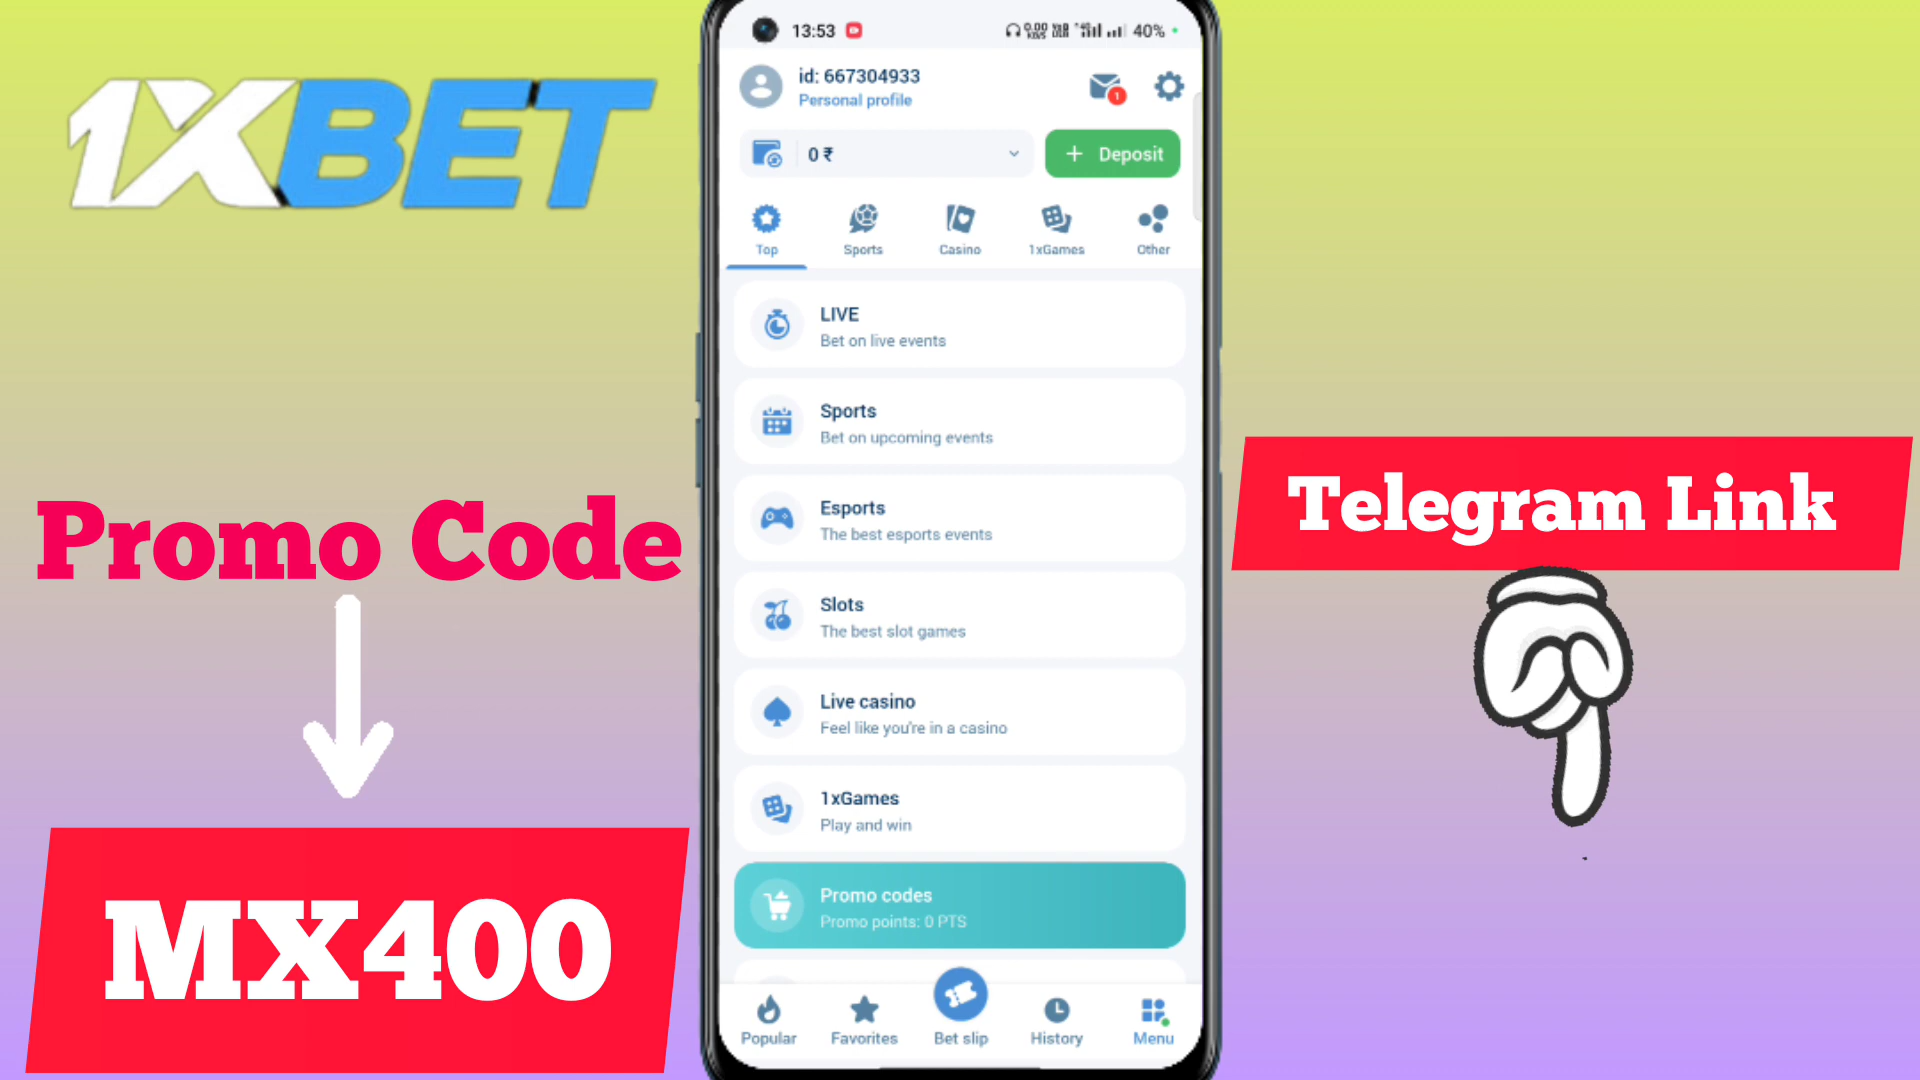 1XBET
Promo Code
MX400
13:53
0.00 40%
id: 667304933
1
Personal profile
0 ₹
+ Deposit
Top Sports Casino 1xGames Other
LIVE
Bet on live events
Sports
Bet on upcoming events
Esports
The best esports events
Slots
The best slot games
Live casino
Feel like you're in a casino
1xGames
Play and win
Promo codes
Promo points: 0 PTS
Popular Favorites Bet slip History Menu
Telegram Link